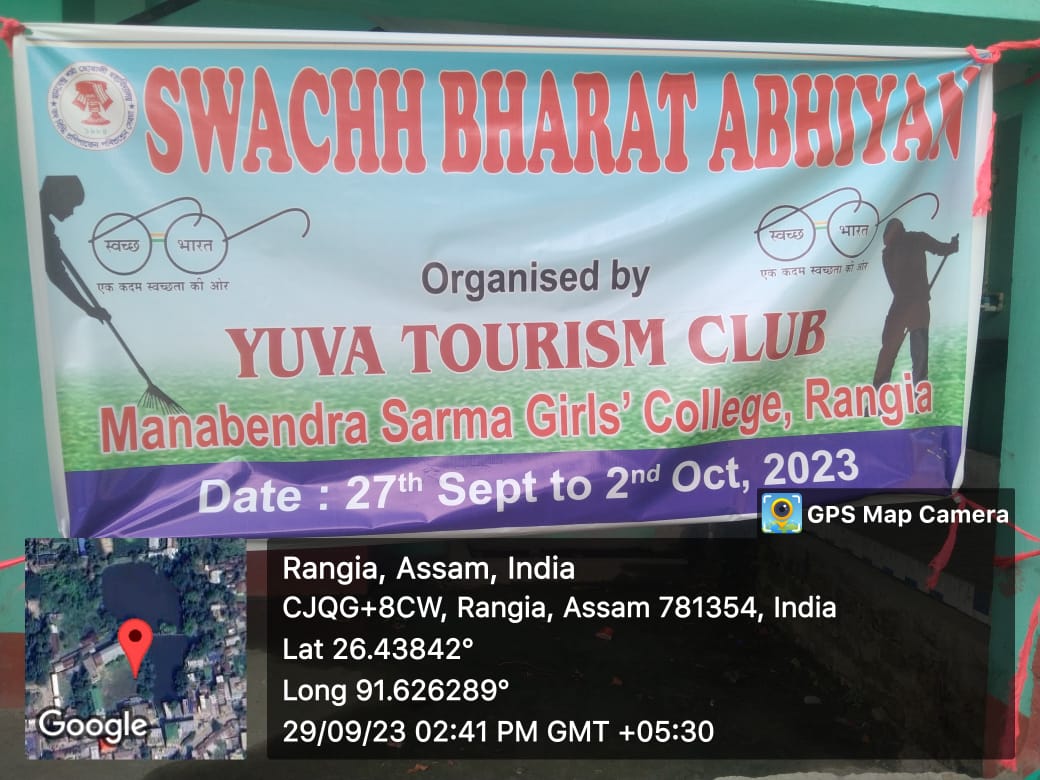 SWACHH BHARAT ABHIYAN
১৯৮৪
स्वच्छ भारत
एक कदम स्वच्छता की ओर
स्वच्छ भारत
एक कदम स्वच्छता की ओर
Organised by
YUVA TOURISM CLUB
Manabendra Sarma Girls' College, Rangia
Date : 27th Sept to 2nd Oct, 2023
GPS Map Camera
Rangia, Assam, India
CJQG+8CW, Rangia, Assam 781354, India
Lat 26.43842°
Long 91.626289°
29/09/23 02:41 PM GMT +05:30
Google